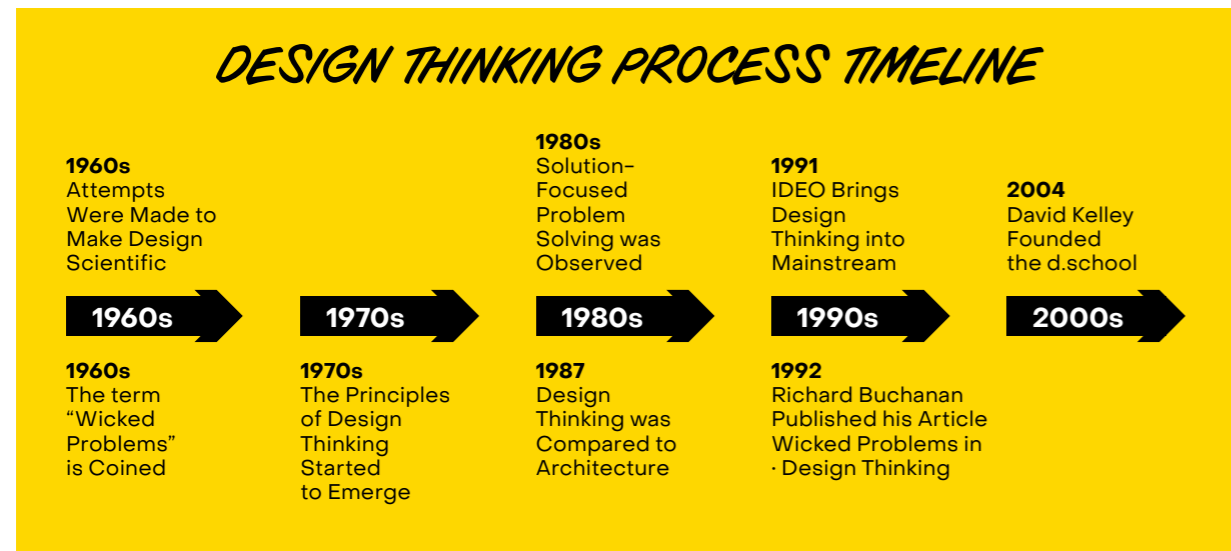 DESIGN THINKING PROCESS TIMELINE
1960s
Attempts
Were Made to
Make Design
Scientific
1980s
Solution-
Focused
Problem
Solving was
Observed
1991
IDEO Brings
Design
Thinking into
Mainstream
2004
David Kelley
Founded
the d.school
1960s
1970s
1980s
1990s
2000s
1960s
The term
“Wicked
Problems”
is Coined
1970s
The Principles
of Design
Thinking
Started
to Emerge
1987
Design
Thinking was
Compared to
Architecture
1992
Richard Buchanan
Published his Article
Wicked Problems in
· Design Thinking